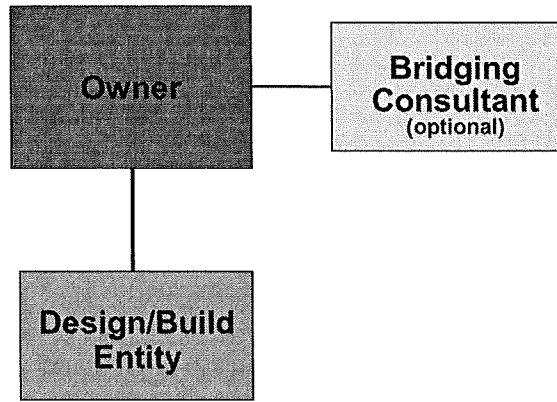 Owner
Bridging
Consultant
(optional)
Design/Build
Entity